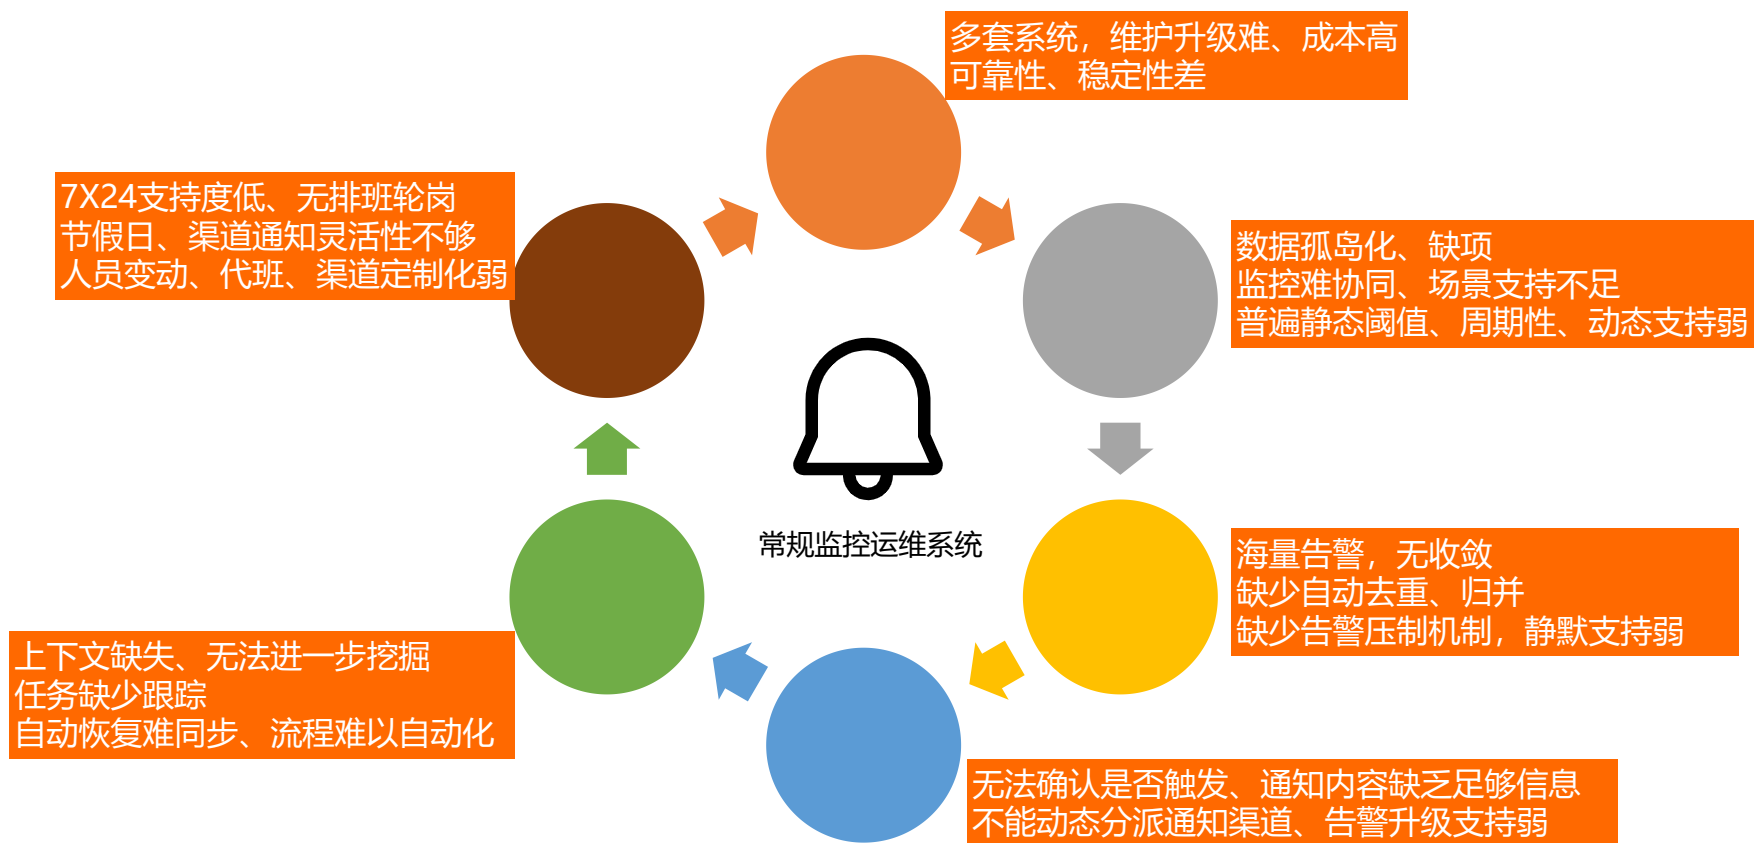 多套系统，维护升级难、成本高
可靠性、稳定性差
7X24支持度低、无排班轮岗
节假日、渠道通知灵活性不够
人员变动、代班、渠道定制化弱
数据孤岛化、缺项
监控难协同、场景支持不足
普遍静态阈值、周期性、动态支持弱
常规监控运维系统
海量告警，无收敛
缺少自动去重、归并
缺少告警压制机制，静默支持弱
上下文缺失、无法进一步挖掘
任务缺少跟踪
自动恢复难同步、流程难以自动化
无法确认是否触发、通知内容缺乏足够信息
不能动态分派通知渠道、告警升级支持弱